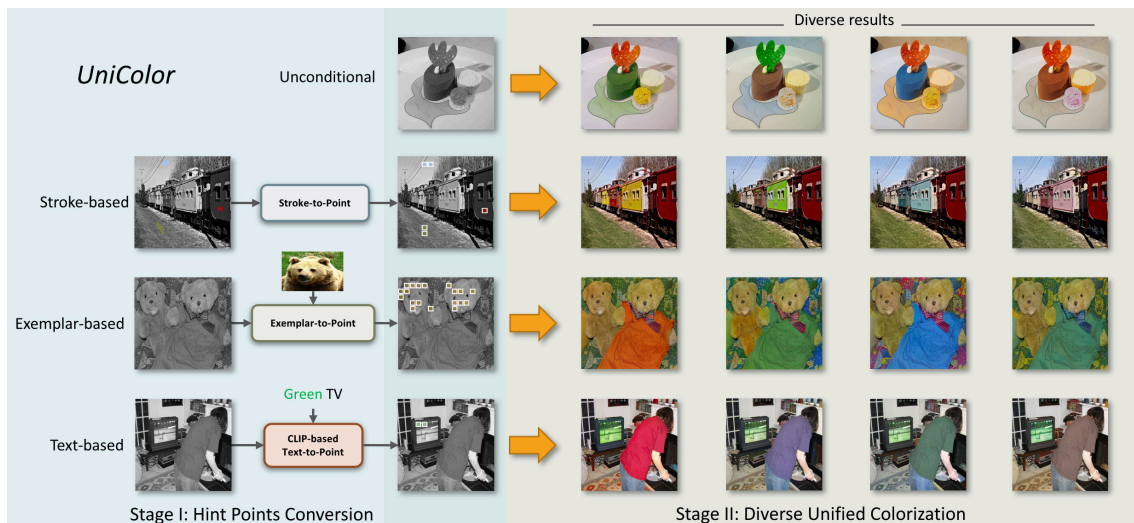 Diverse results
UniColor
Unconditional
Stroke-based
Stroke-to-Point
Exemplar-based
Exemplar-to-Point
Green TV
Text-based
CLIP-based
Text-to-Point
Stage I: Hint Points Conversion
Stage II: Diverse Unified Colorization